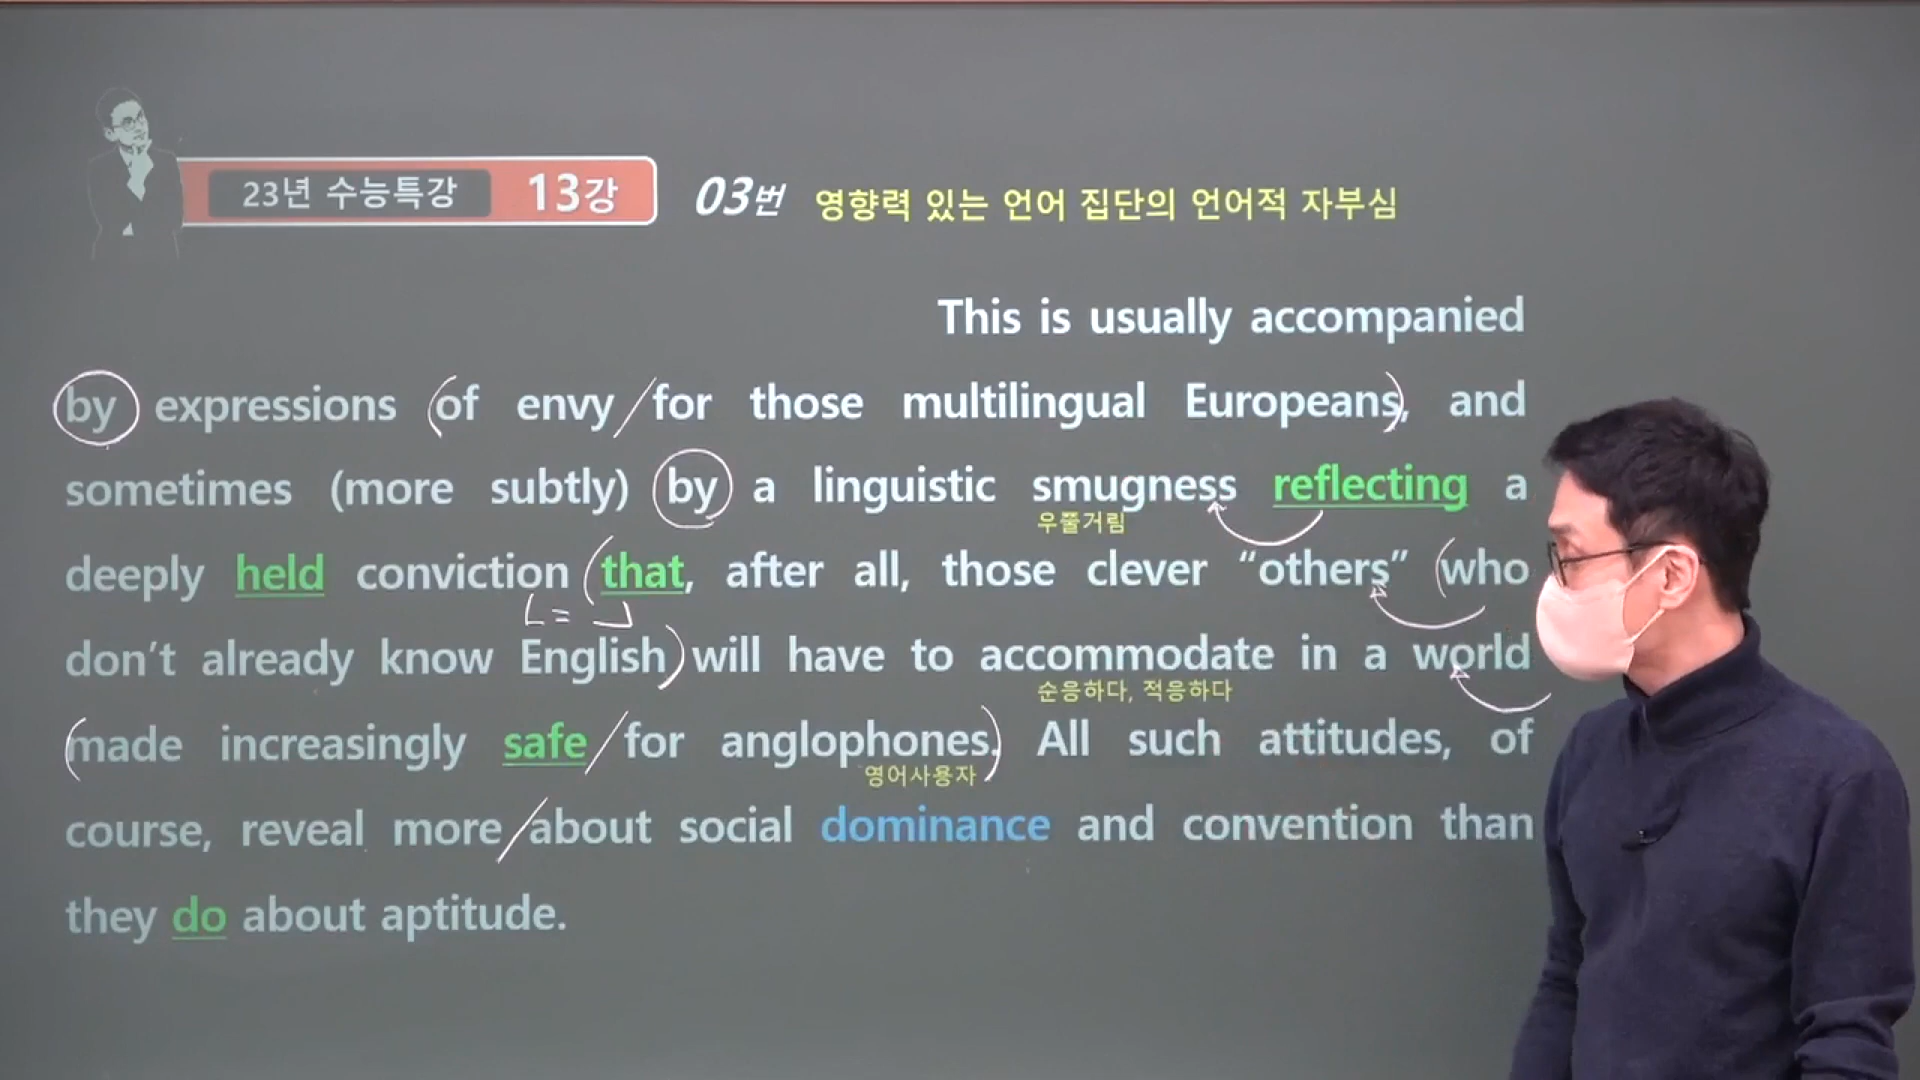 23년 수능특강 13강 03번 영향력 있는 언어 집단의 언어적 자부심
This is usually accompanied
by expressions (of envy / for those multilingual Europeans), and
sometimes (more subtly) by a linguistic smugness reflecting a
우쭐거림
deeply held conviction (that, after all, those clever “others” (who
[ = ]
don't already know English) will have to accommodate in a world
순응하다, 적응하다
(made increasingly safe / for anglophones.) All such attitudes, of
영어사용자
course, reveal more / about social dominance and convention than
they do about aptitude.